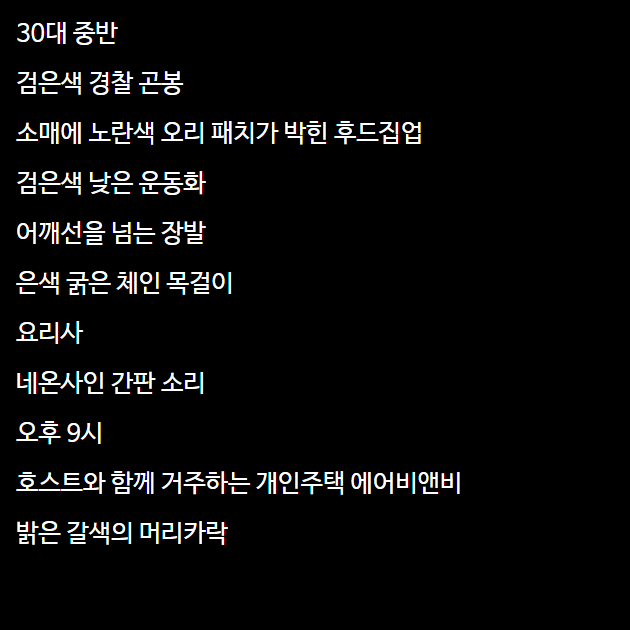 30대 중반
검은색 경찰 곤봉
소매에 노란색 오리 패치가 박힌 후드집업
검은색 낮은 운동화
어깨선을 넘는 장발
은색 굵은 체인 목걸이
요리사
네온사인 간판 소리
오후 9시
호스트와 함께 거주하는 개인주택 에어비앤비
밝은 갈색의 머리카락